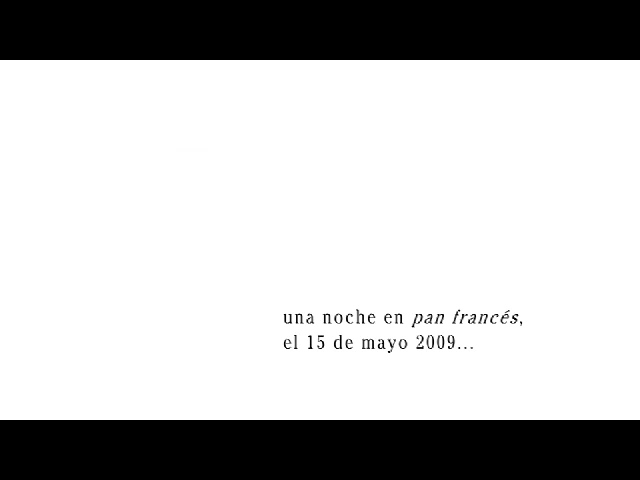 una noche en pan francés,
el 15 de mayo 2009...